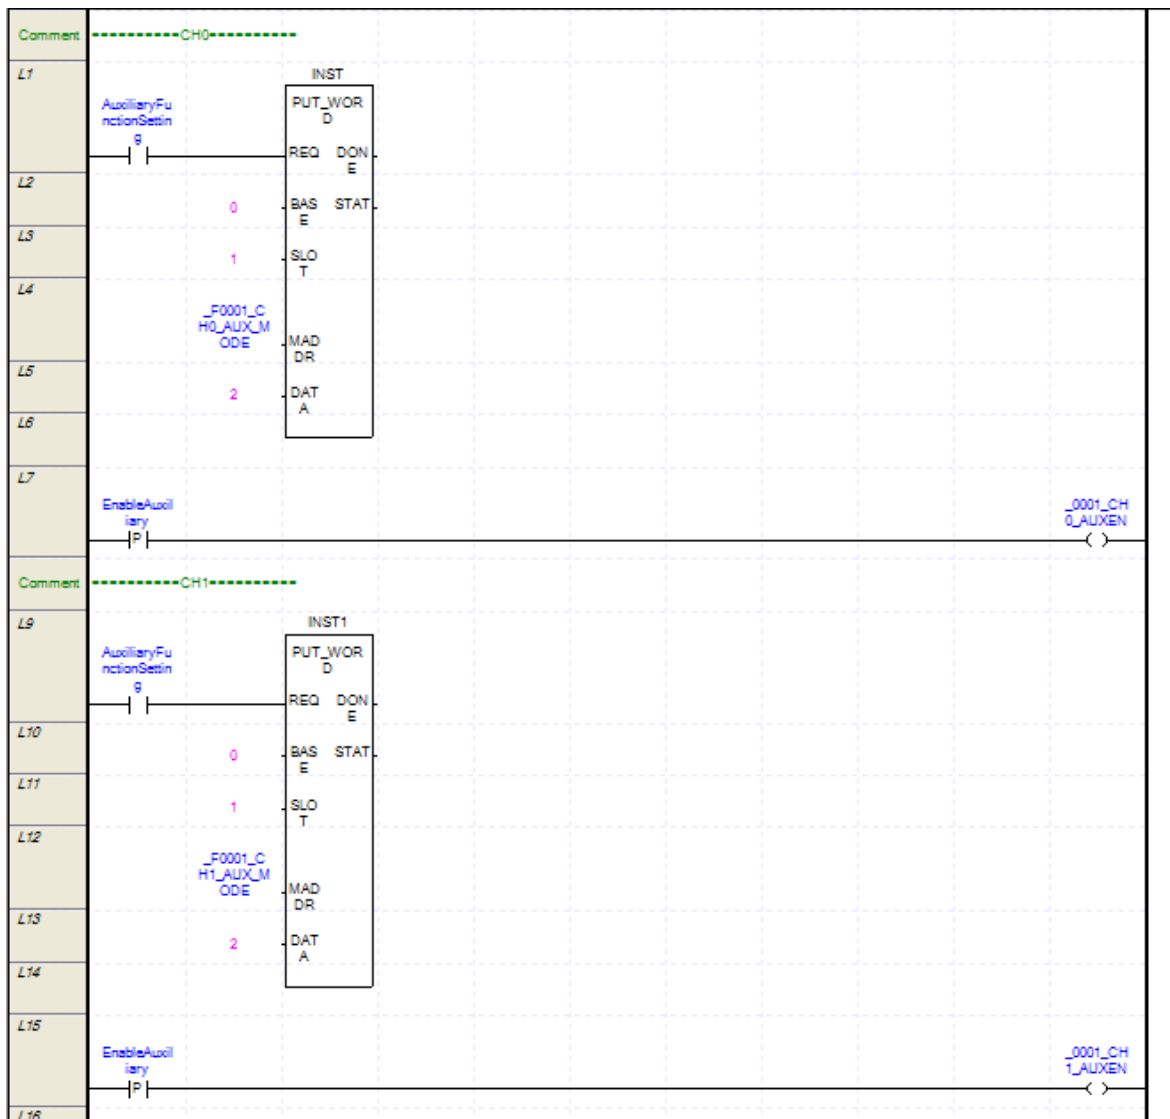 Comment ----------CH0----------
L1
INST
AuxiliaryFu
nctionSettin
g
PUT_WOR
D
REQ DON
E
L2
0 BAS STAT
E
L3
1 SLO
T
L4
_F0001_C
H0_AUX_M
ODE
MAD
DR
L5
2 DAT
A
L6
L7
EnableAuxil
iary
P
_0001_CH
0_AUXEN
Comment ----------CH1----------
L9
INST1
AuxiliaryFu
nctionSettin
g
PUT_WOR
D
REQ DON
E
L10
0 BAS STAT
E
L11
1 SLO
T
L12
_F0001_C
H1_AUX_M
ODE
MAD
DR
L13
2 DAT
A
L14
L15
EnableAuxil
iary
P
_0001_CH
1_AUXEN
L16